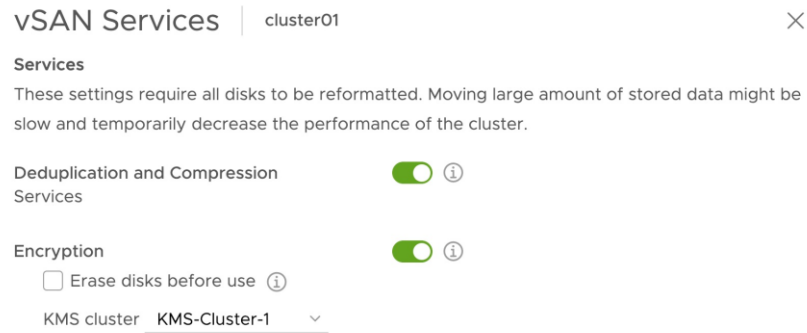 vSAN Services cluster01
Services
These settings require all disks to be reformatted. Moving large amount of stored data might be
slow and temporarily decrease the performance of the cluster.
Deduplication and Compression
Services
Encryption
Erase disks before use
KMS cluster KMS-Cluster-1